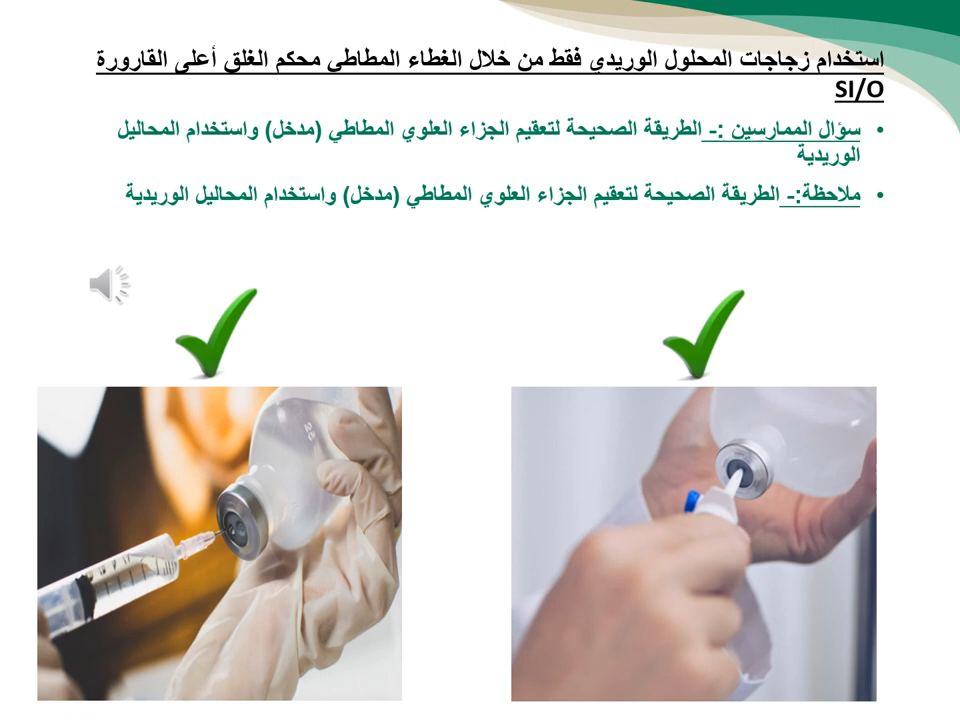 استخدام زجاجات المحلول الوريدي فقط من خلال الغطاء المطاطي محكم الغلق أعلى القارورة
SI/O
• سؤال الممارسين :- الطريقة الصحيحة لتعقيم الجزاء العلوي المطاطي (مدخل) واستخدام المحاليل
الوريدية
• ملاحظة:- الطريقة الصحيحة لتعقيم الجزاء العلوي المطاطي (مدخل) واستخدام المحاليل الوريدية